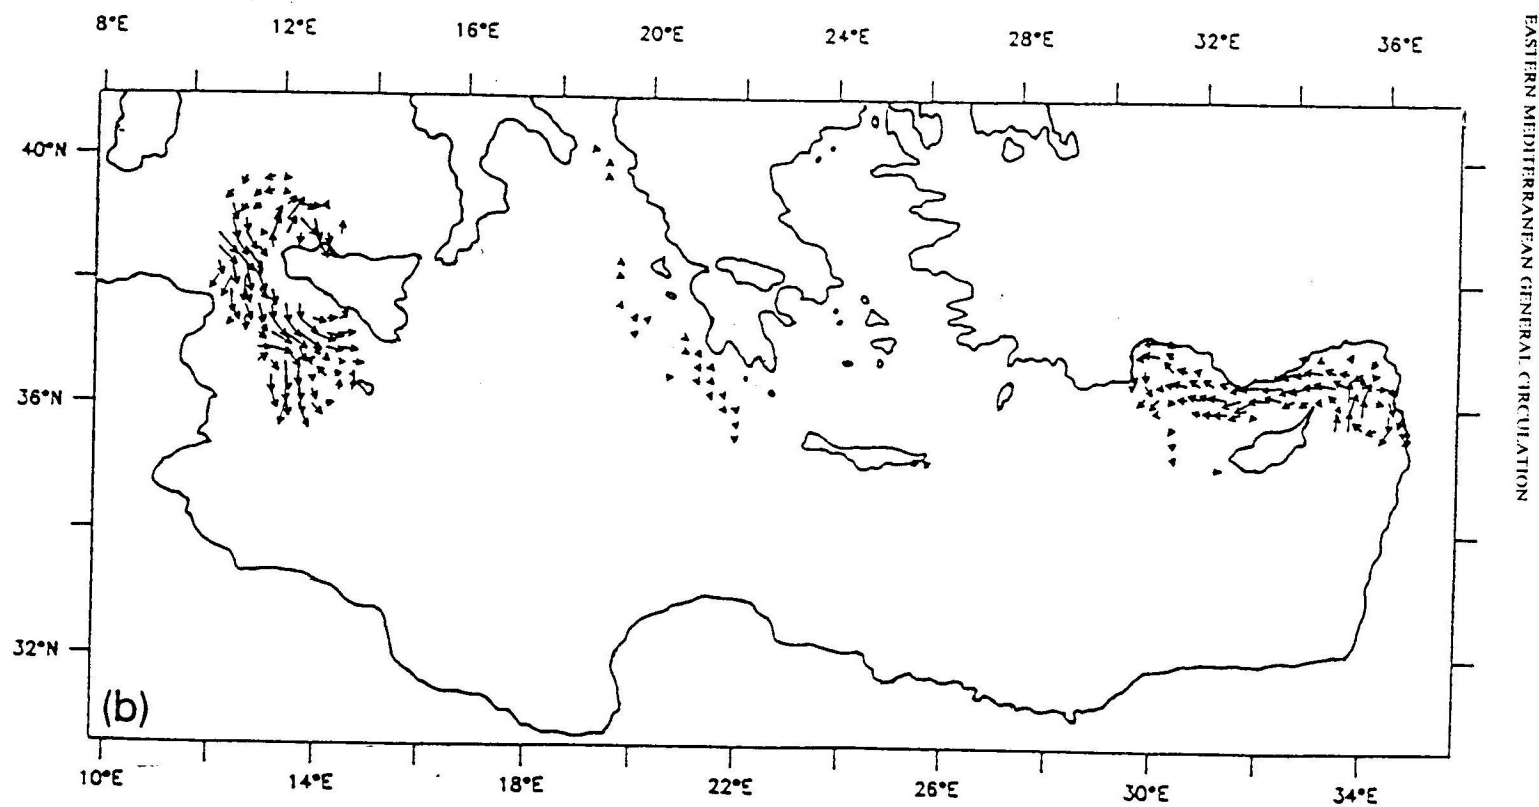 8°E 12°E 16°E 20°E 24°E 28°E 32°E 36°E
40°N
36°N
32°N
(b)
10°E 14°E 18°E 22°E 26°E 30°E 34°E
EASTERN MEDITERRANEAN GENERAL CIRCULATION